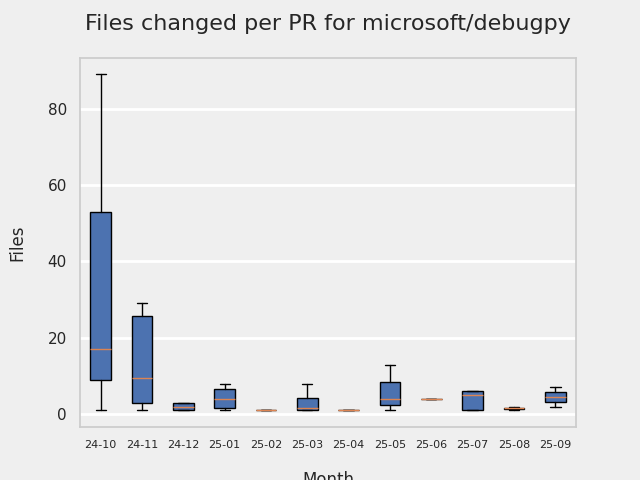 Files changed per PR for microsoft/debugpy
80
60
40
20
0
Files
24-10 24-11 24-12 25-01 25-02 25-03 25-04 25-05 25-06 25-07 25-08 25-09
Month